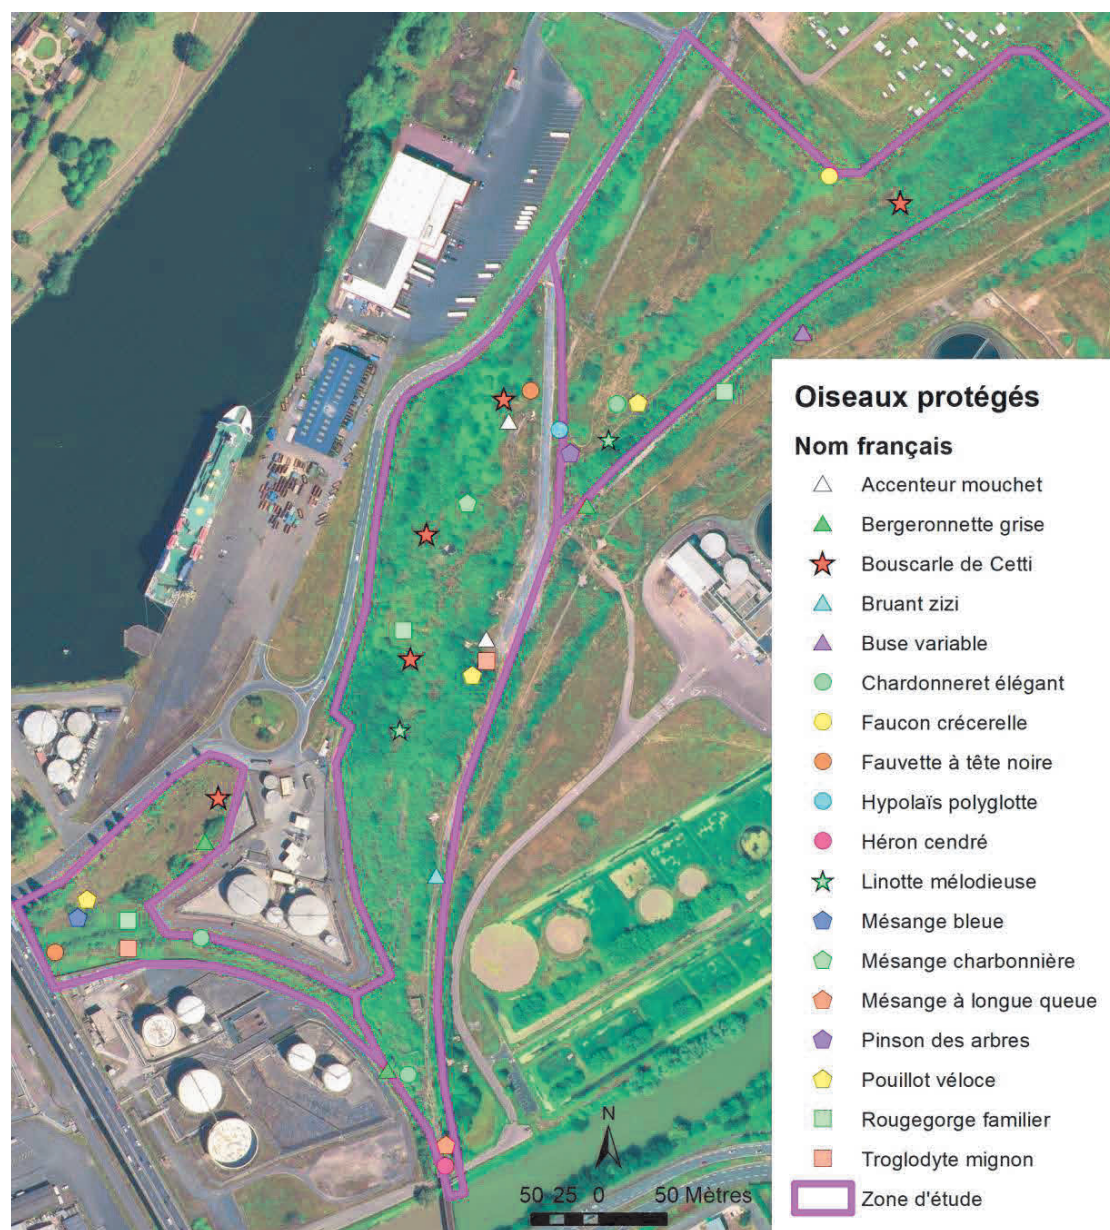 Oiseaux protégés
Nom français
Accenteur mouchet
Bergeronnette grise
Bouscarle de Cetti
Bruant zizi
Buse variable
Chardonneret élégant
Faucon crécerelle
Fauvette à tête noire
Hypolaïs polyglotte
Héron cendré
Linotte mélodieuse
Mésange bleue
Mésange charbonnière
Mésange à longue queue
Pinson des arbres
Pouillot véloce
Rougegorge familier
Troglodyte mignon
Zone d'étude
N
50 25 0 50 Mètres